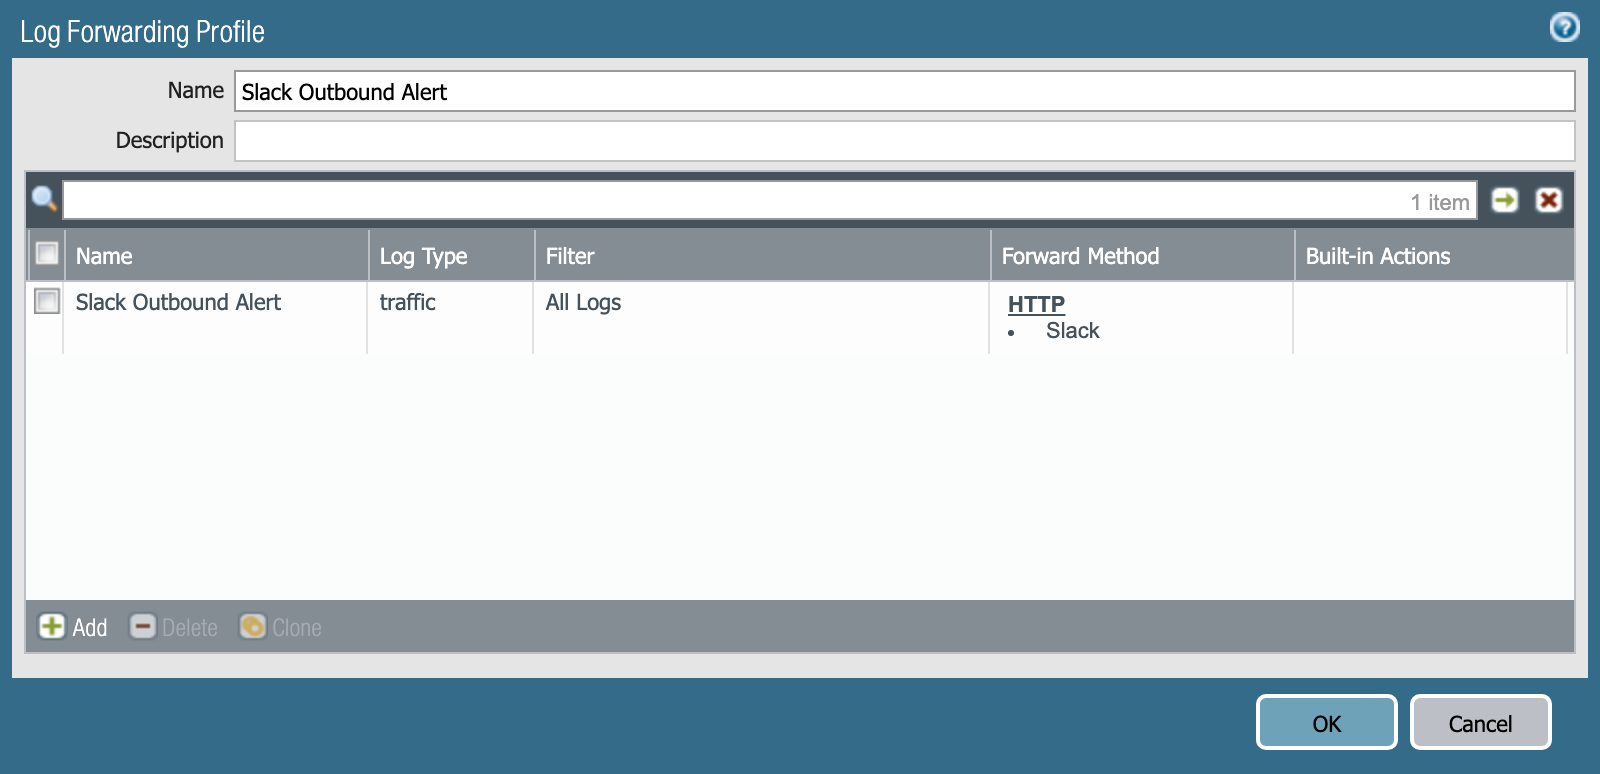 Log Forwarding Profile
Name Slack Outbound Alert
Description
1 item
Name Log Type Filter Forward Method Built-in Actions
Slack Outbound Alert traffic All Logs HTTP
• Slack
Add Delete Clone
OK Cancel